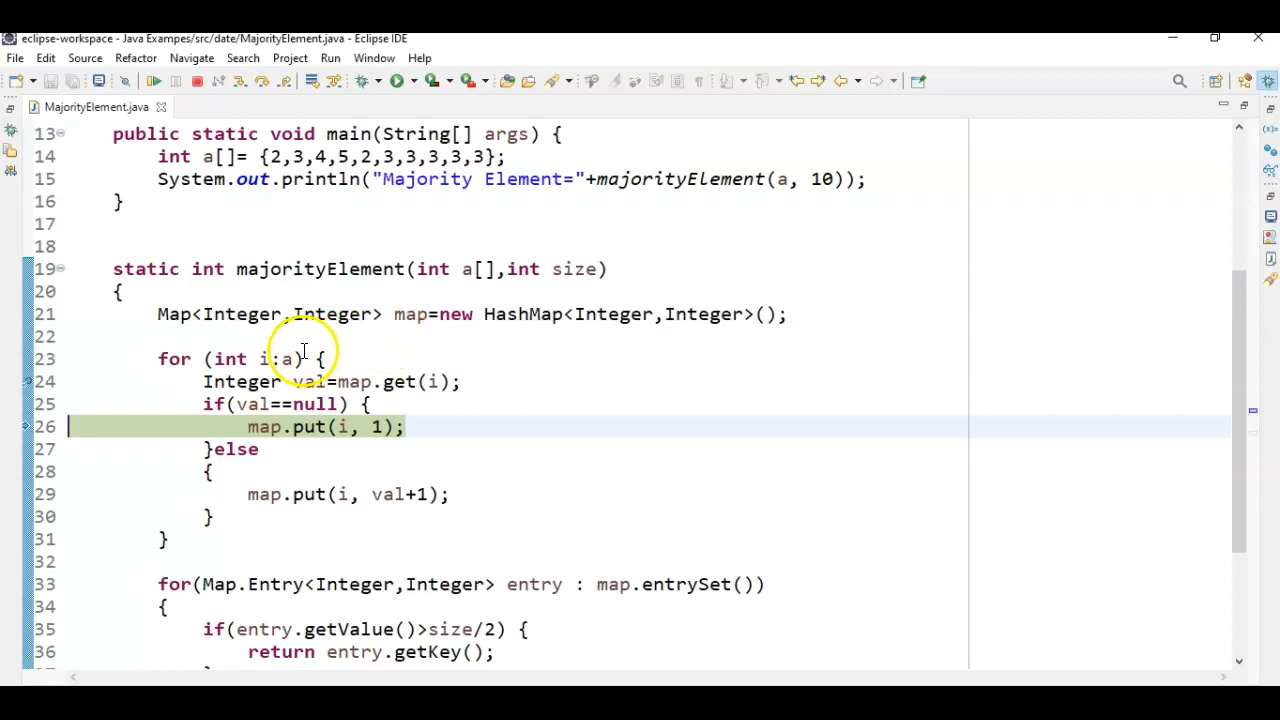 eclipse-workspace - Java Exampes/src/date/MajorityElement.java - Eclipse IDE
File Edit Source Refactor Navigate Search Project Run Window Help
MajorityElement.java
13 public static void main(String[] args) {
14 int a[]= {2,3,4,5,2,3,3,3,3,3};
15 System.out.println("Majority Element="+majorityElement(a, 10));
16 }
17
18
19 static int majorityElement(int a[],int size)
20 {
21 Map<Integer,Integer> map=new HashMap<Integer,Integer>();
22
23 for (int i:a) {
24 Integer val=map.get(i);
25 if(val==null) {
26 map.put(i, 1);
27 }else
28 {
29 map.put(i, val+1);
30 }
31 }
32
33 for(Map.Entry<Integer,Integer> entry : map.entrySet())
34 {
35 if(entry.getValue()>size/2) {
36 return entry.getKey();